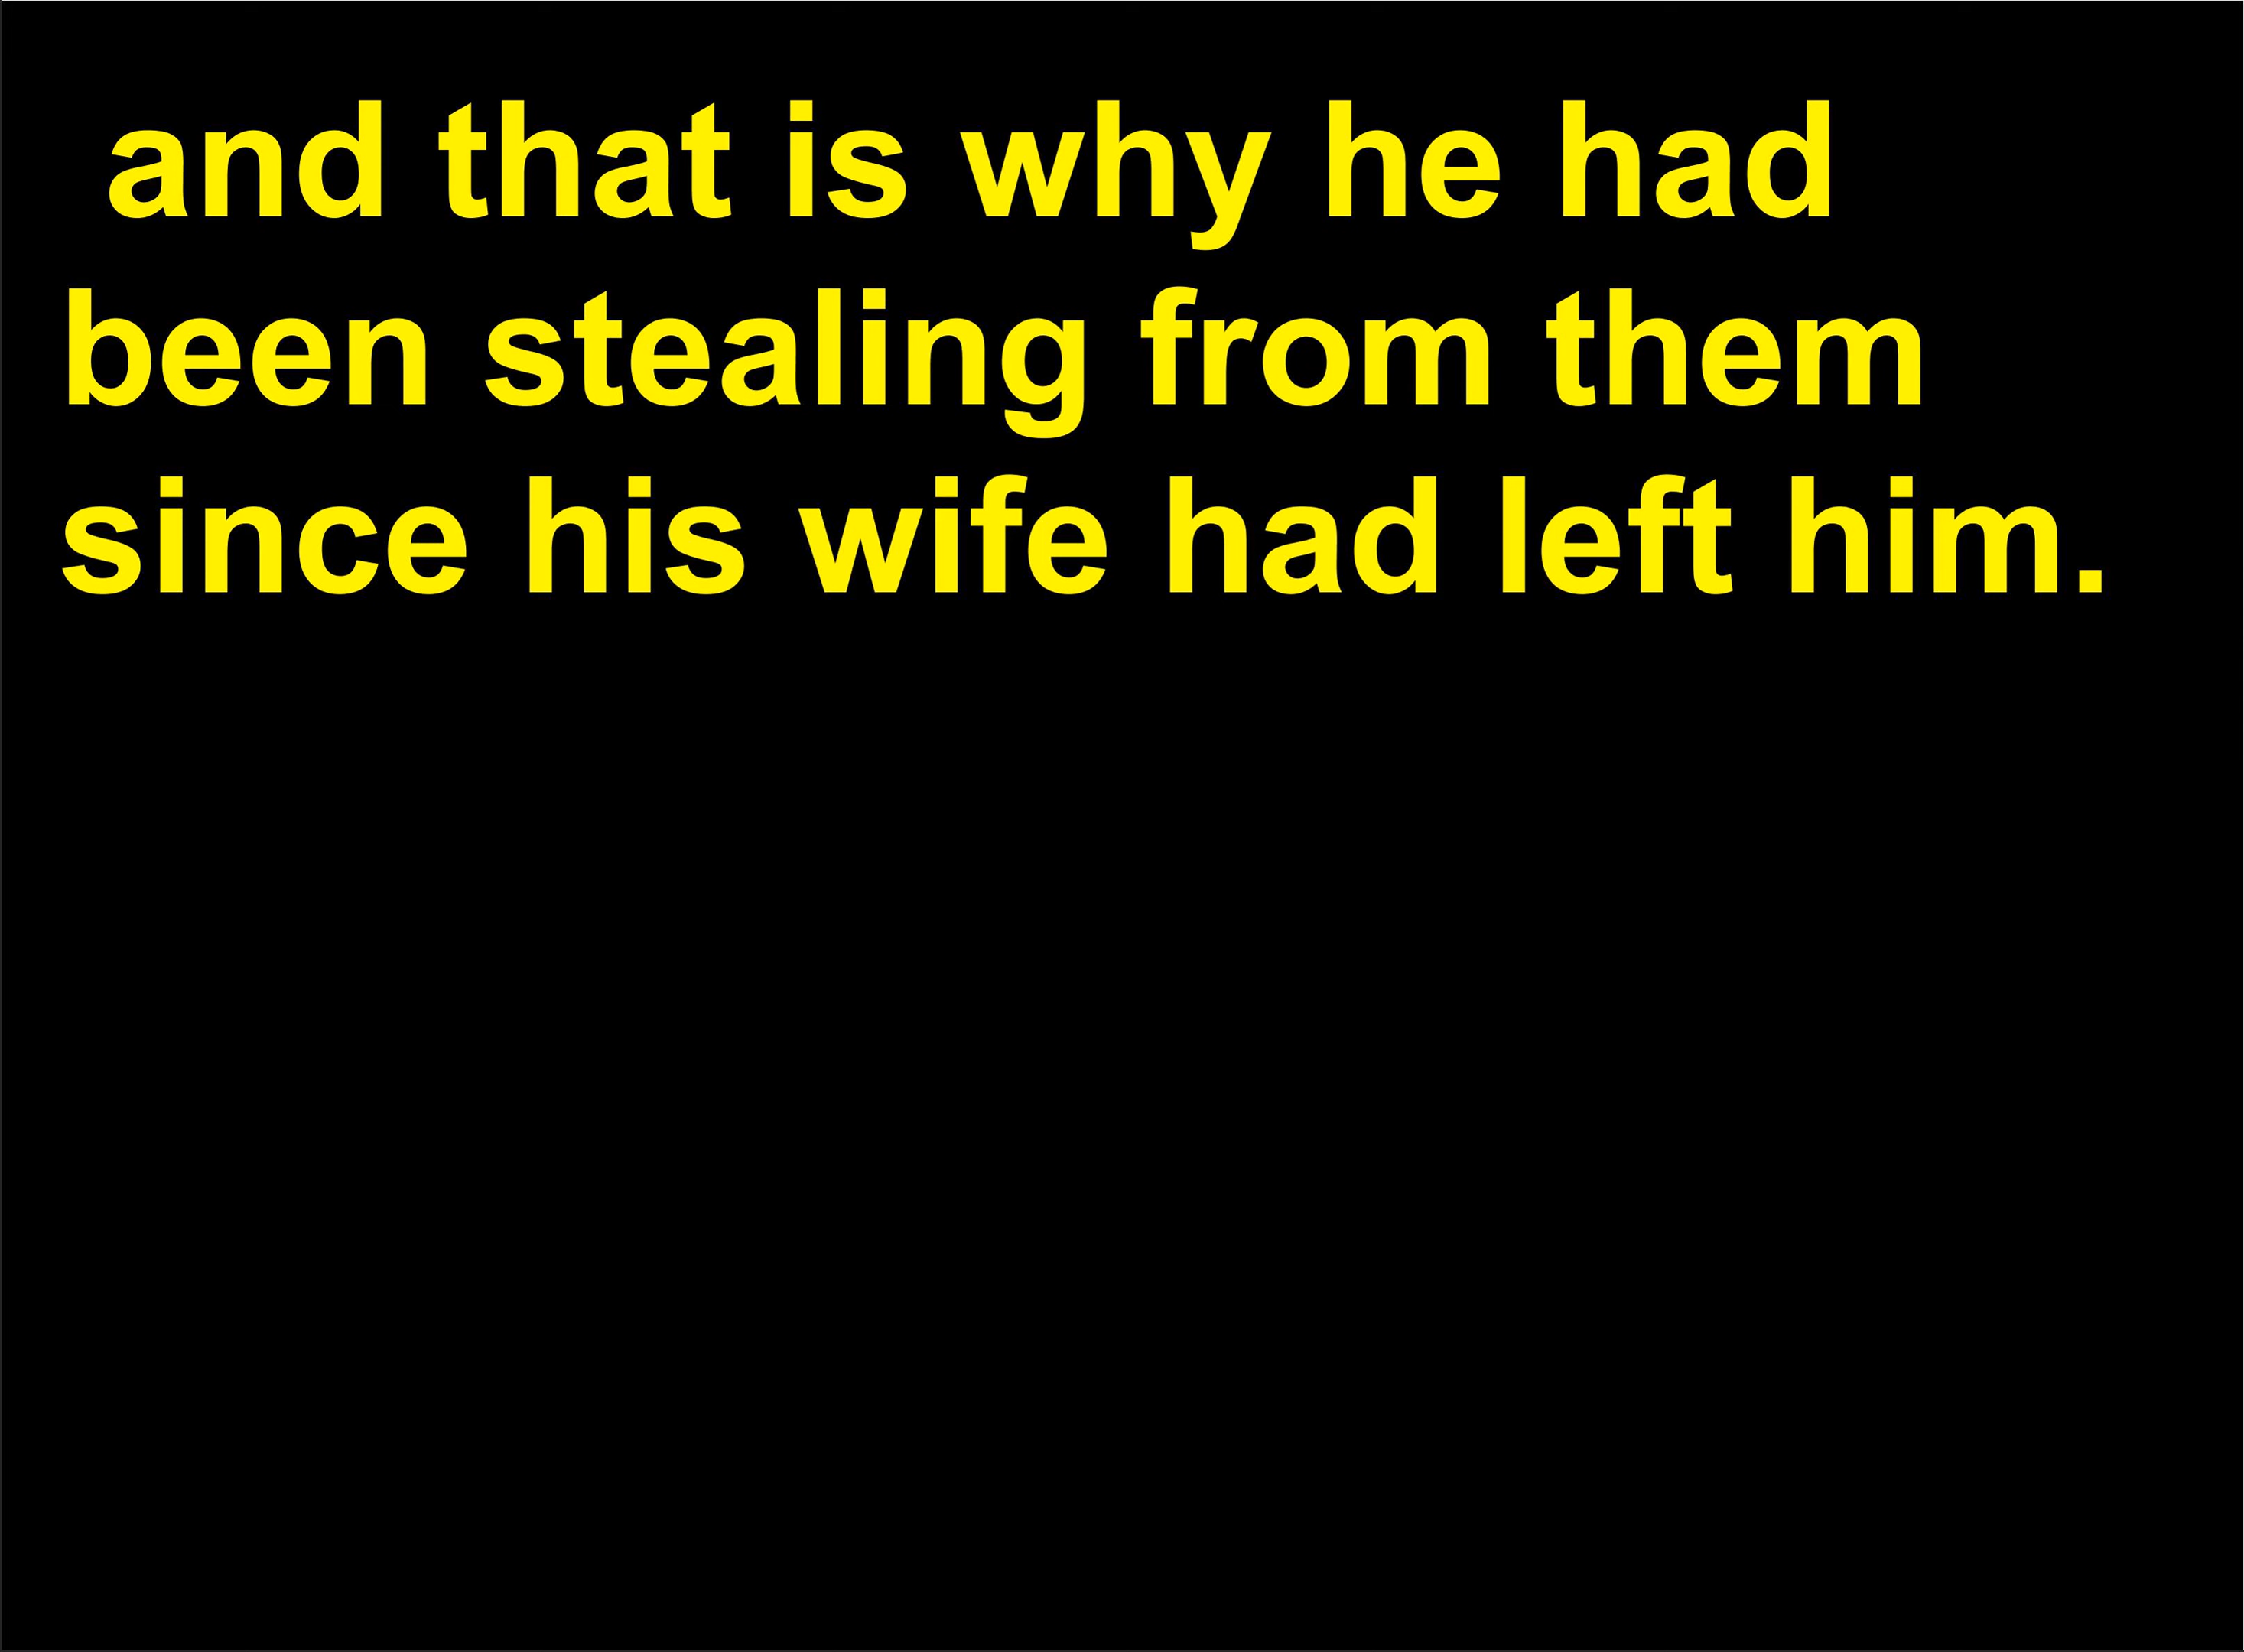 and that is why he had
been stealing from them
since his wife had left him.